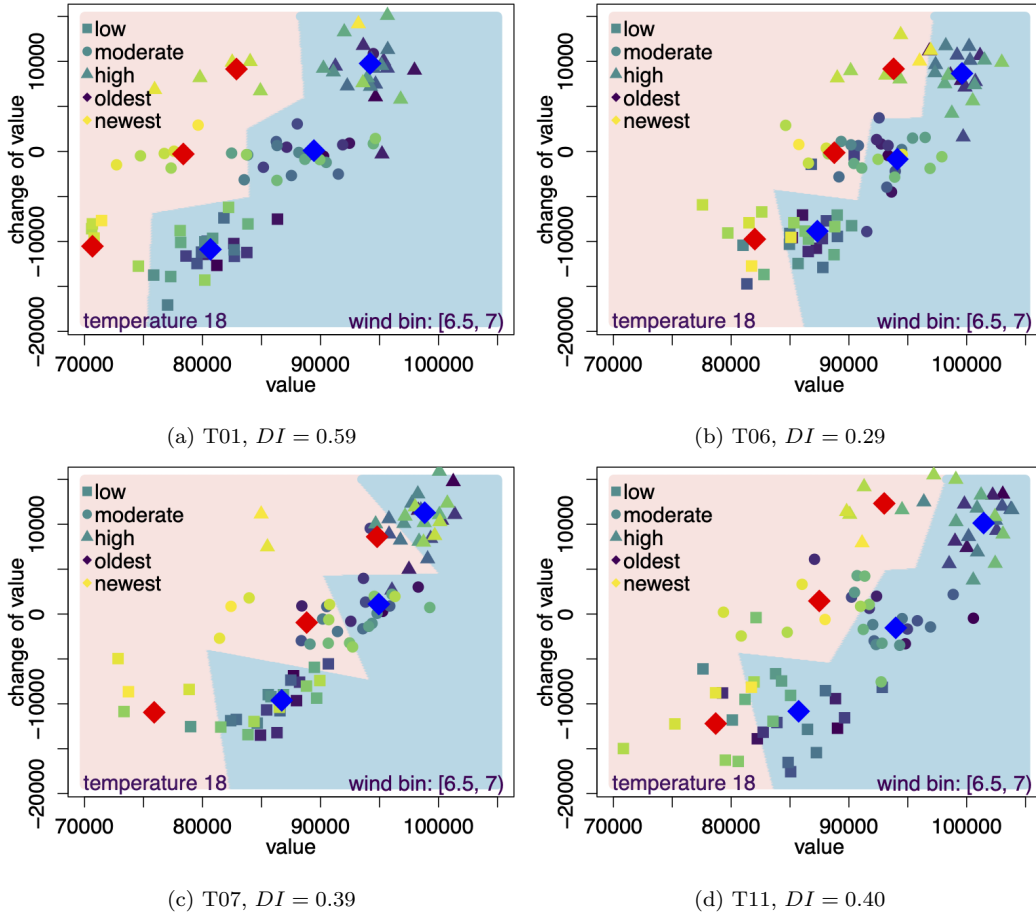 low
moderate
high
oldest
newest
10000
0
−10000
−20000
change of value
temperature 18
wind bin: [6.5, 7)
70000 80000 90000 100000
value
(a) T01, DI = 0.59
low
moderate
high
oldest
newest
10000
0
−10000
−20000
change of value
temperature 18
wind bin: [6.5, 7)
70000 80000 90000 100000
value
(b) T06, DI = 0.29
low
moderate
high
oldest
newest
10000
0
−10000
−20000
change of value
temperature 18
wind bin: [6.5, 7)
70000 80000 90000 100000
value
(c) T07, DI = 0.39
low
moderate
high
oldest
newest
10000
0
−10000
−20000
change of value
temperature 18
wind bin: [6.5, 7)
70000 80000 90000 100000
value
(d) T11, DI = 0.40